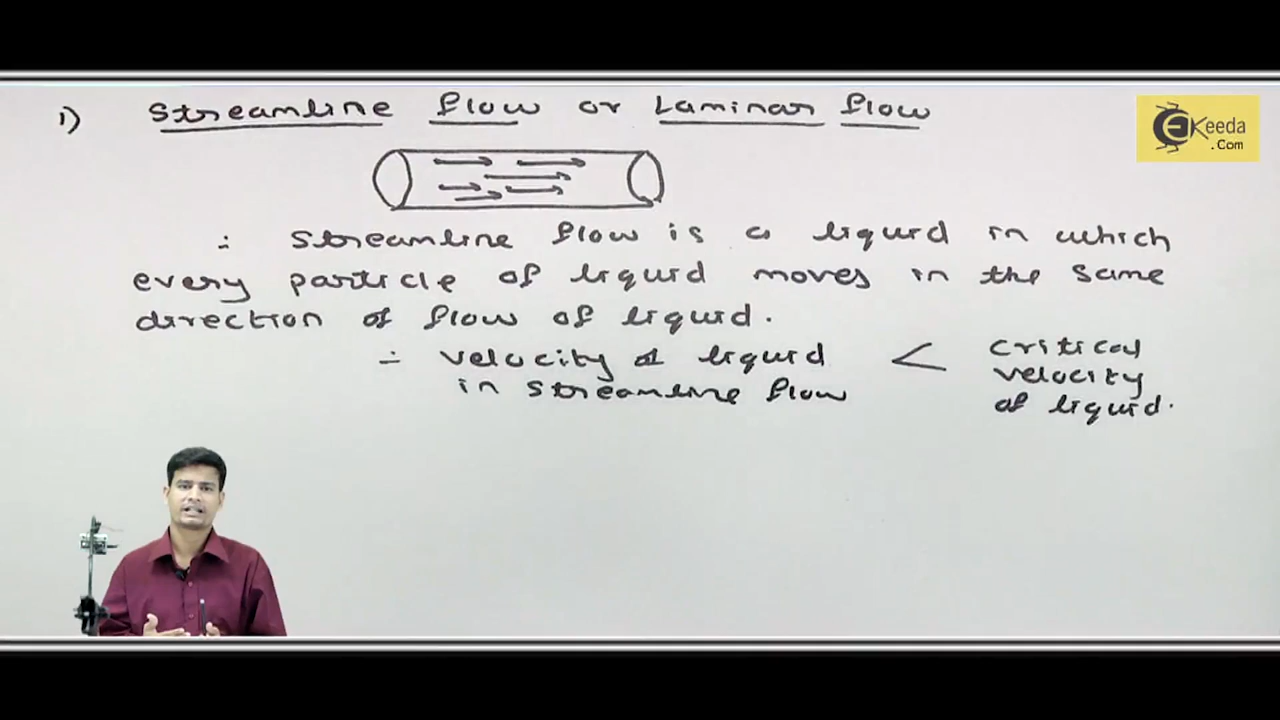 1) Streamline flow or Laminar flow
Ekeeda
.Com
∴ Streamline flow is a liquid in which
every particle of liquid moves in the same
direction of flow of liquid.
∴ velocity of liquid < critical
in streamline flow velocity
of liquid.